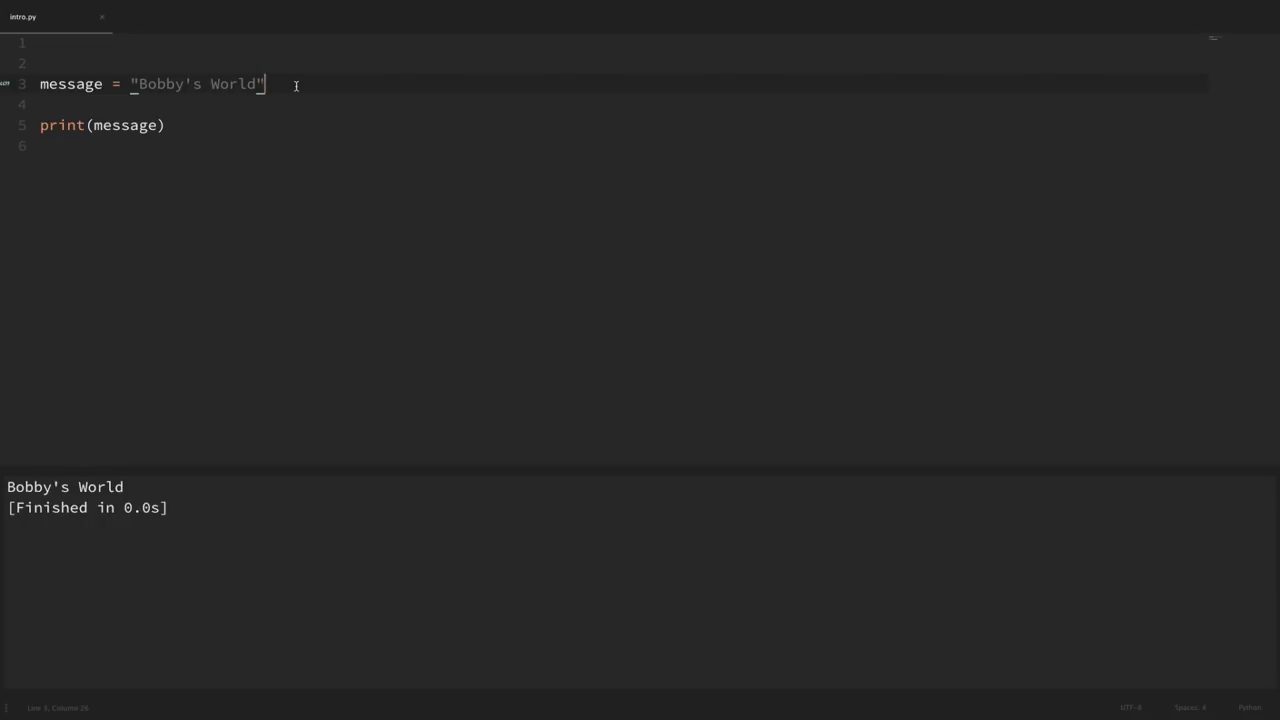 intro.py ×
1
2
3 message = "Bobby's World"
4
5 print(message)
6
Bobby's World
[Finished in 0.0s]
Line 3, Column 26 UTF-8 Spaces: 4 Python